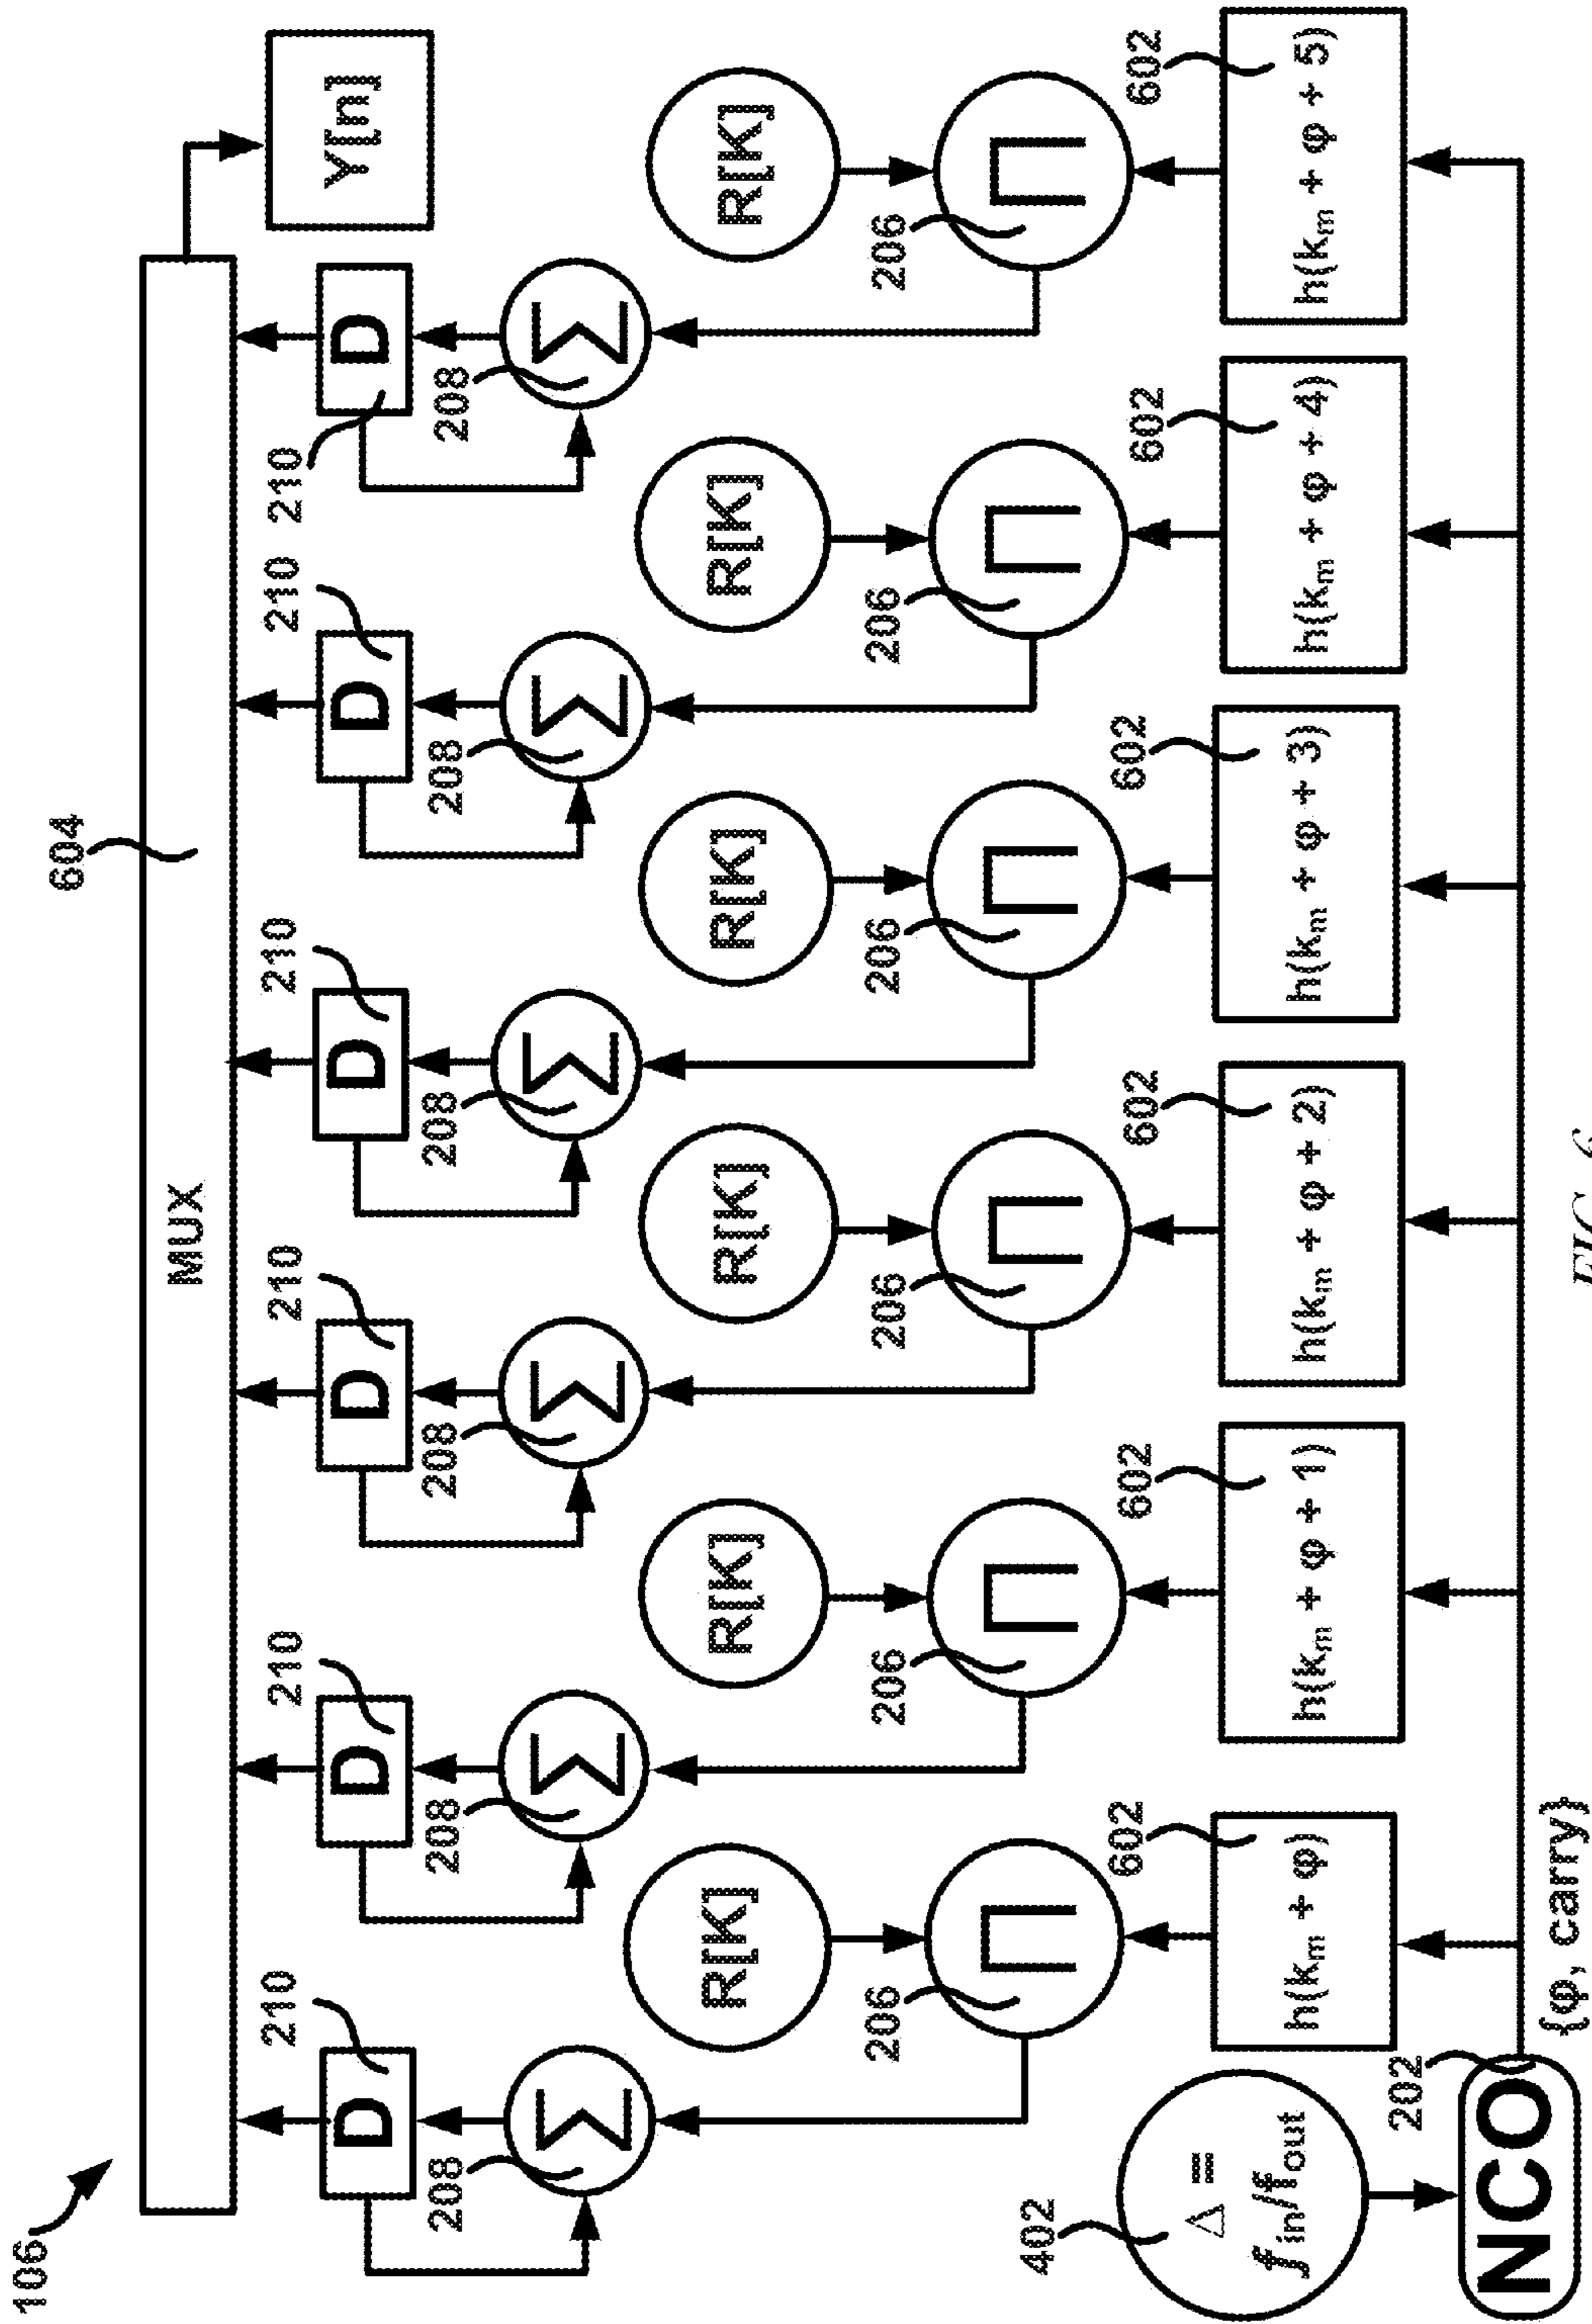 106
604
MUX
Y[n]
210
210
210
210
210
210
D
D
D
D
D
D
208
208
208
208
208
208
Σ
Σ
Σ
Σ
Σ
Σ
R[K]
R[K]
R[K]
R[K]
R[K]
R[K]
206
206
206
206
206
206
∏
∏
∏
∏
∏
∏
402
Δ =
fin/fout
602
602
602
602
602
602
h(km + φ)
h(km + φ + 1)
h(km + φ + 2)
h(km + φ + 3)
h(km + φ + 4)
h(km + φ + 5)
202
NCO
{φ, carry}
FIG. 6